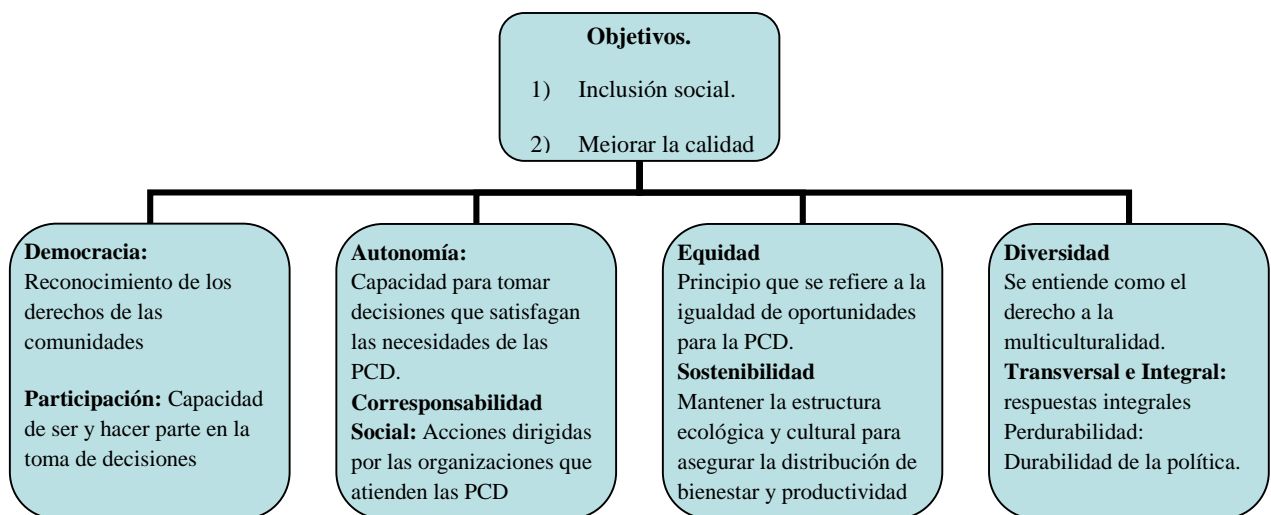 Objetivos.
1) Inclusión social.
2) Mejorar la calidad
Democracia:
Reconocimiento de los
derechos de las
comunidades
Participación: Capacidad
de ser y hacer parte en la
toma de decisiones
Autonomía:
Capacidad para tomar
decisiones que satisfagan
las necesidades de las
PCD.
Corresponsabilidad
Social: Acciones dirigidas
por las organizaciones que
atienden las PCD
Equidad
Principio que se refiere a la
igualdad de oportunidades
para la PCD.
Sostenibilidad
Mantener la estructura
ecológica y cultural para
asegurar la distribución de
bienestar y productividad
Diversidad
Se entiende como el
derecho a la
multiculturalidad.
Transversal e Integral:
respuestas integrales
Perdurabilidad:
Durabilidad de la política.